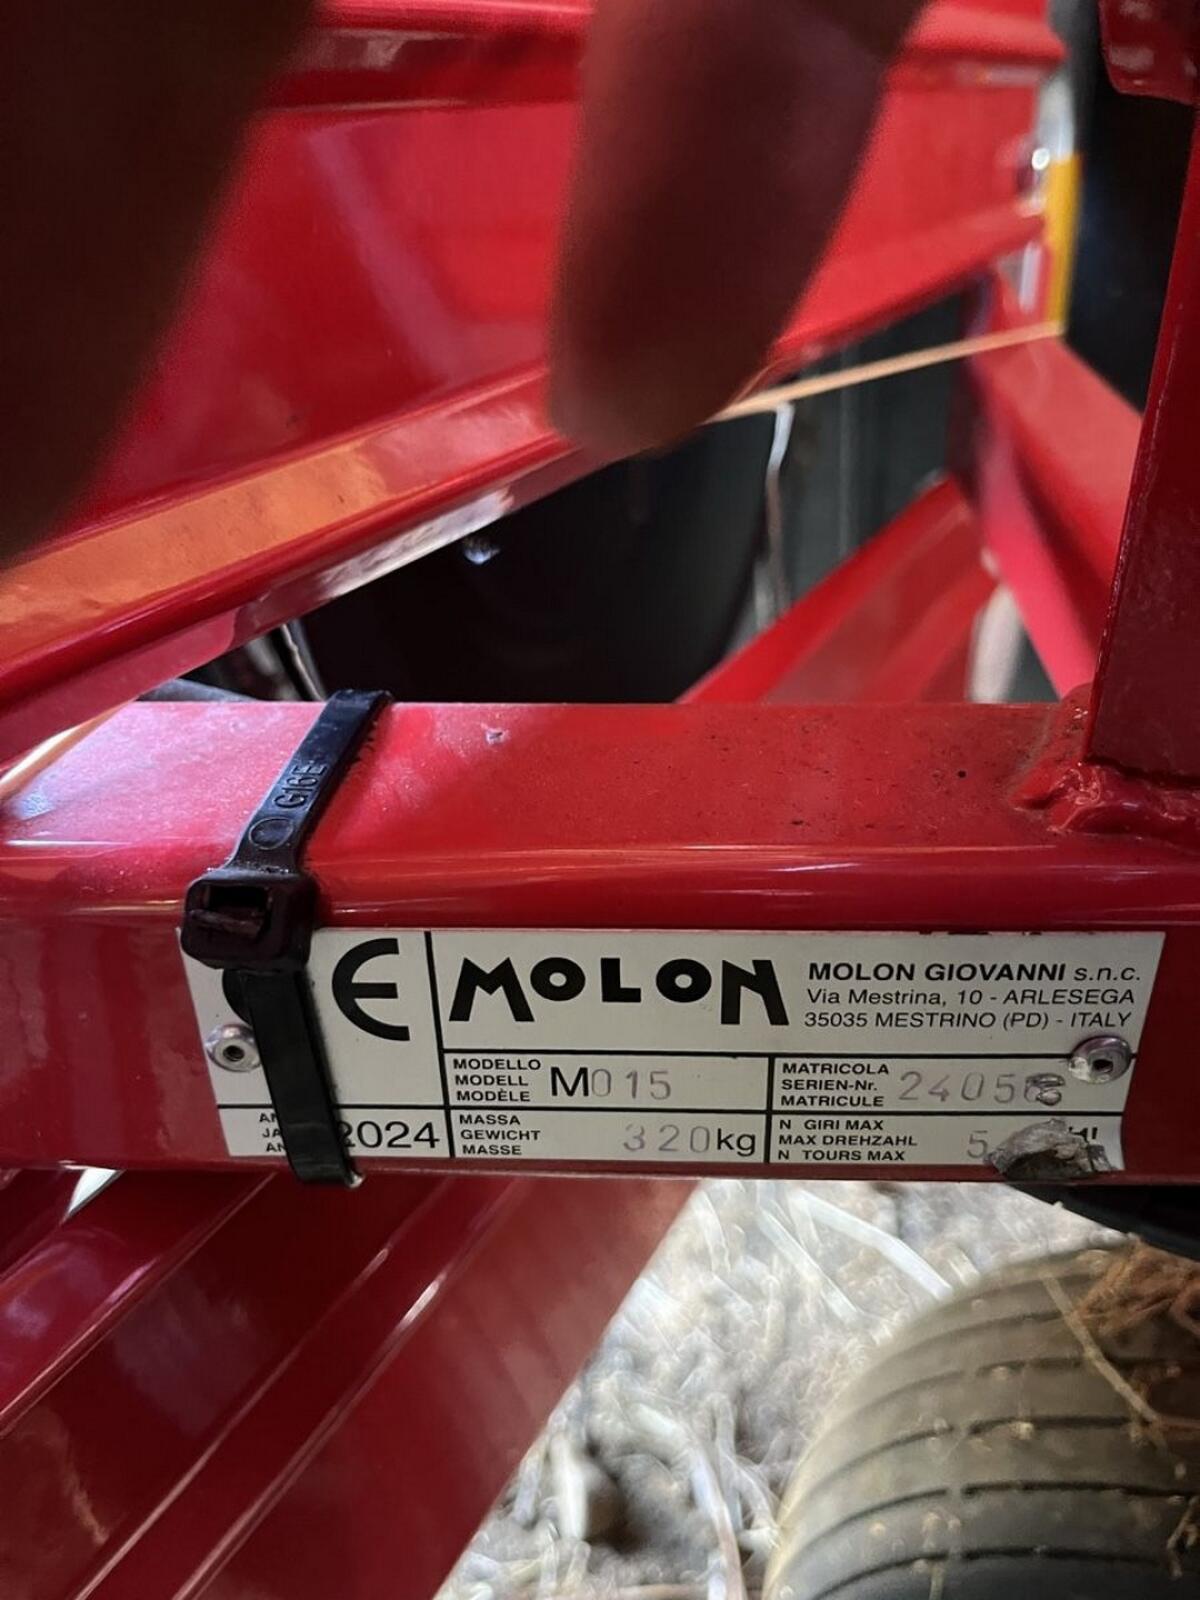 G16E
CE MOLON
MOLON GIOVANNI s.n.c.
Via Mestrina, 10 - ARLESEGA
35035 MESTRINO (PD) - ITALY
MODELLO
MODELL
MODÈLE
M015
MATRICOLA
SERIEN-Nr.
MATRICULE
2024
MASSA
GEWICHT
MASSE
320kg
N GIRI MAX
MAX DREHZAHL
N TOURS MAX